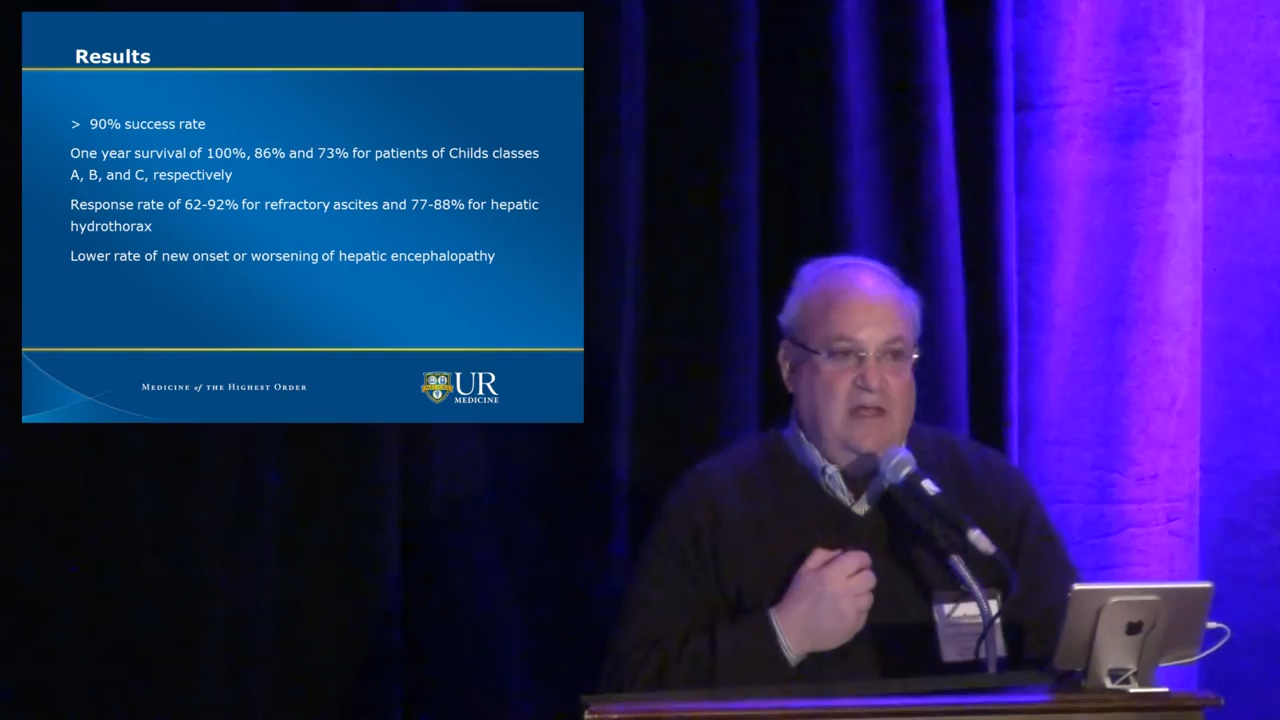 Results
> 90% success rate
One year survival of 100%, 86% and 73% for patients of Childs classes
A, B, and C, respectively
Response rate of 62-92% for refractory ascites and 77-88% for hepatic
hydrothorax
Lower rate of new onset or worsening of hepatic encephalopathy
MEDICINE of THE HIGHEST ORDER
MELIORA
UR
MEDICINE